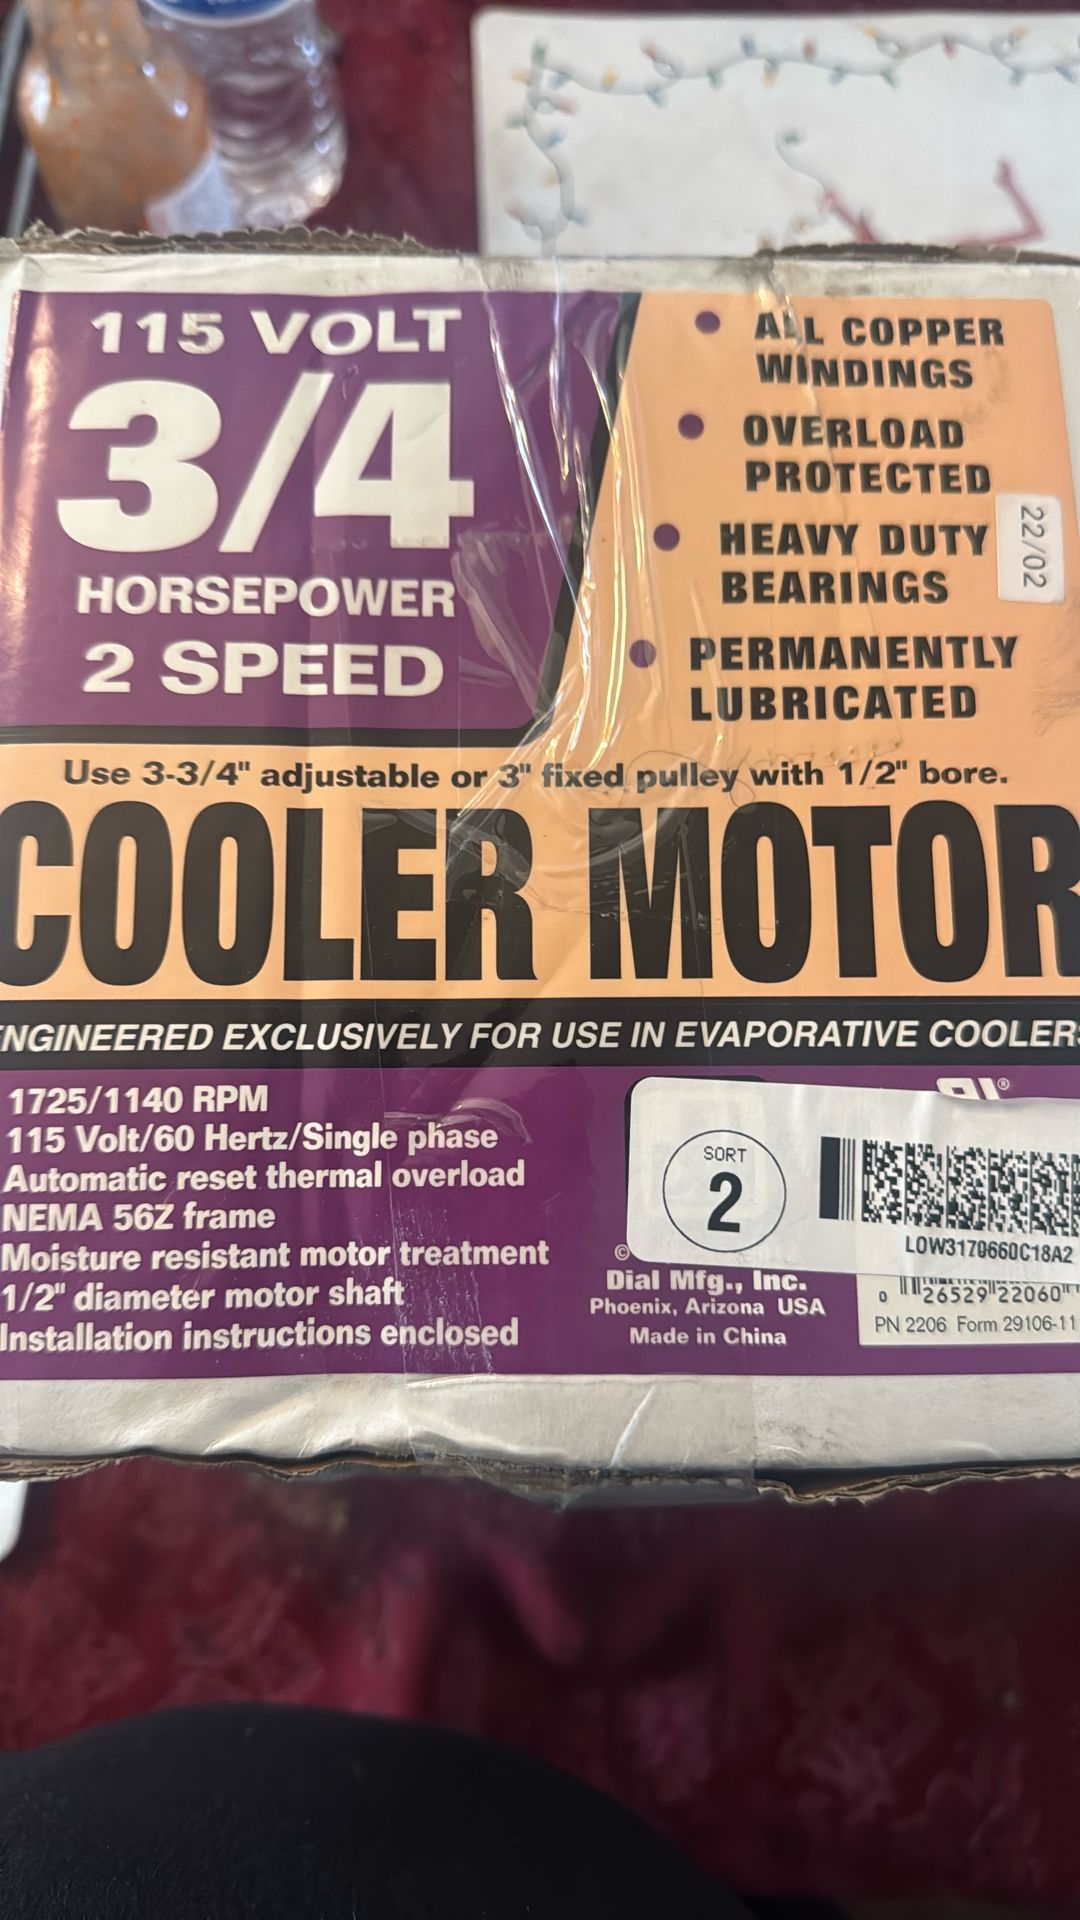 115 VOLT
3/4
HORSEPOWER
2 SPEED
ALL COPPER
WINDINGS
OVERLOAD
PROTECTED
HEAVY DUTY
BEARINGS
PERMANENTLY
LUBRICATED
22/02
Use 3-3/4" adjustable or 3" fixed pulley with 1/2" bore.
COOLER MOTOR
ENGINEERED EXCLUSIVELY FOR USE IN EVAPORATIVE COOLERS
1725/1140 RPM
115 Volt/60 Hertz/Single phase
Automatic reset thermal overload
NEMA 56Z frame
Moisture resistant motor treatment
1/2" diameter motor shaft
Installation instructions enclosed
®
SORT
2
LOW3170660C18A2
©
Dial Mfg., Inc.
Phoenix, Arizona USA
Made in China
0 26529 22060
PN 2206 Form 29106-11